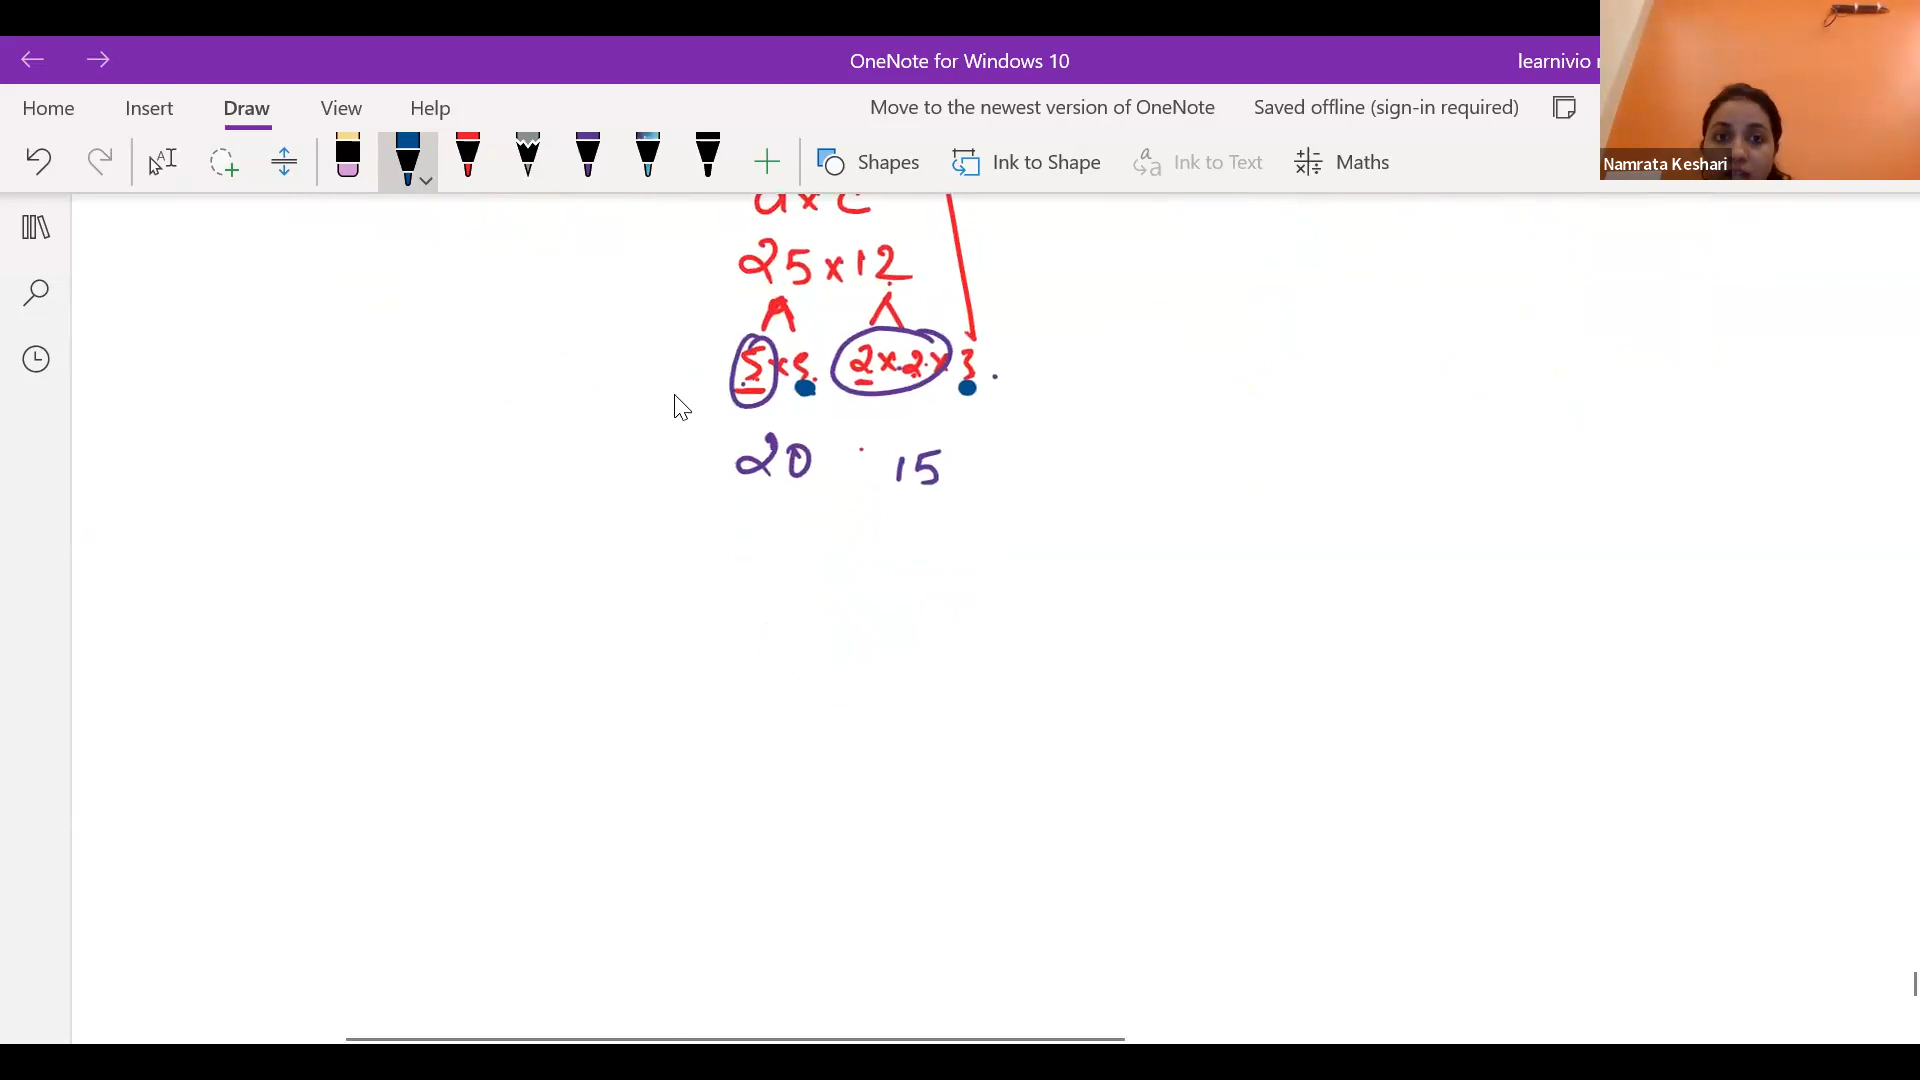 OneNote for Windows 10
learnivio
Home Insert Draw View Help
Move to the newest version of OneNote Saved offline (sign-in required)
Shapes Ink to Shape Ink to Text Maths
Namrata Keshari
a x c
25 x 12
5 x 5 2 x 2 x 3
20 15